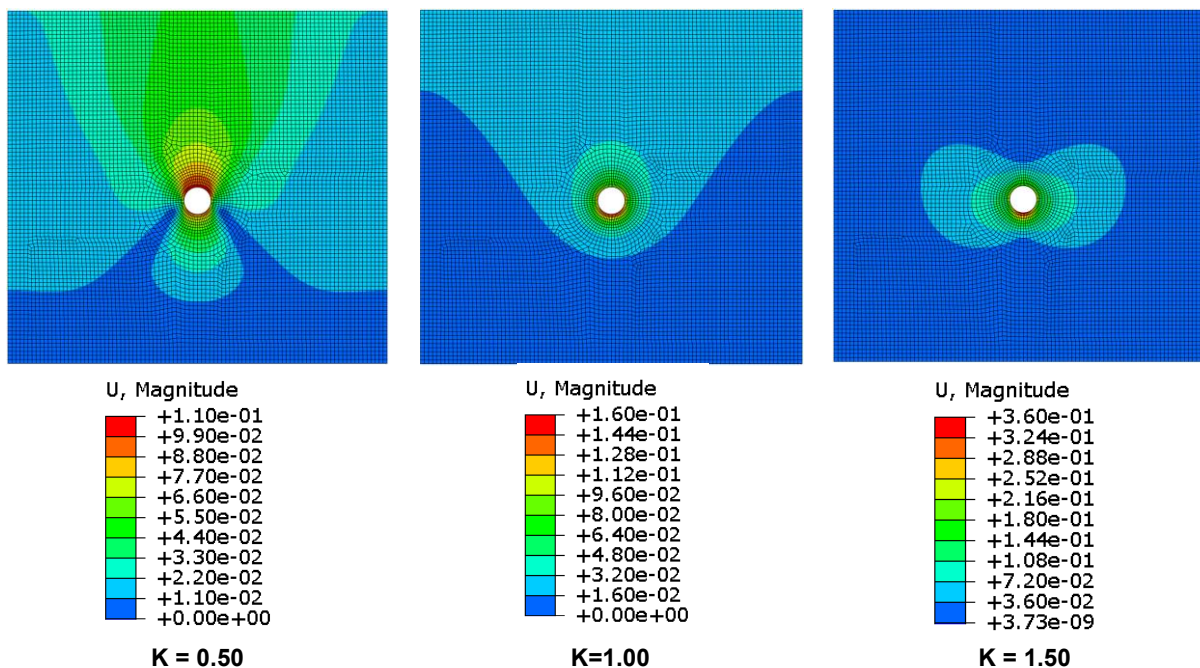 U, Magnitude
+1.10e-01
+9.90e-02
+8.80e-02
+7.70e-02
+6.60e-02
+5.50e-02
+4.40e-02
+3.30e-02
+2.20e-02
+1.10e-02
+0.00e+00
K = 0.50
U, Magnitude
+1.60e-01
+1.44e-01
+1.28e-01
+1.12e-01
+9.60e-02
+8.00e-02
+6.40e-02
+4.80e-02
+3.20e-02
+1.60e-02
+0.00e+00
K=1.00
U, Magnitude
+3.60e-01
+3.24e-01
+2.88e-01
+2.52e-01
+2.16e-01
+1.80e-01
+1.44e-01
+1.08e-01
+7.20e-02
+3.60e-02
+3.73e-09
K = 1.50